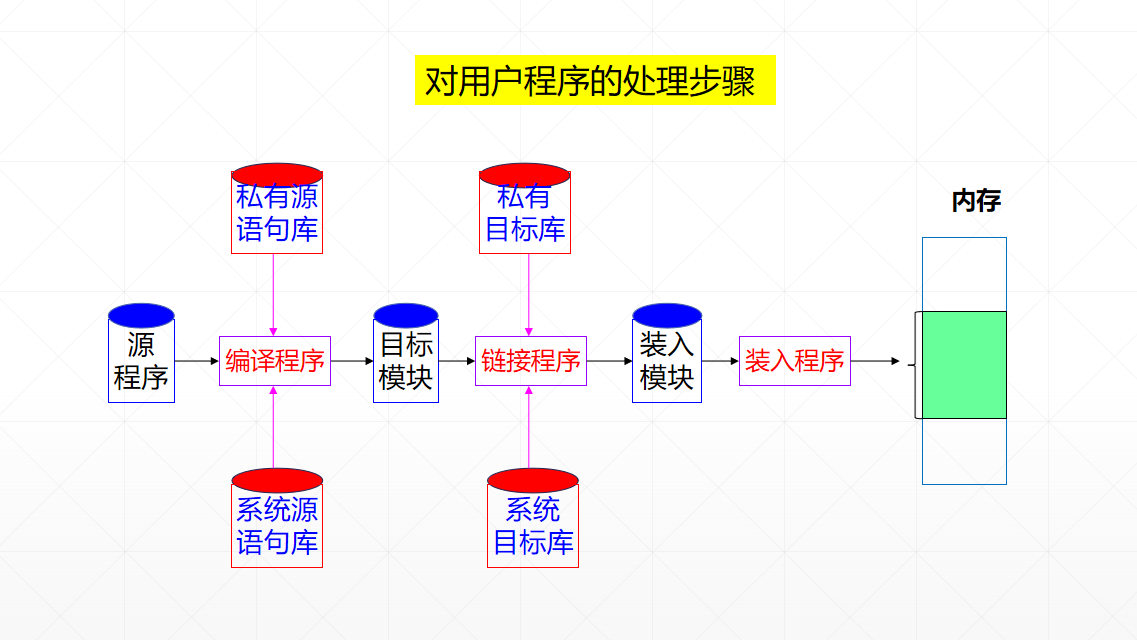 对用户程序的处理步骤
私有源
语句库
私有
目标库
内存
源
程序
编译程序
目标
模块
链接程序
装入
模块
装入程序
系统源
语句库
系统
目标库